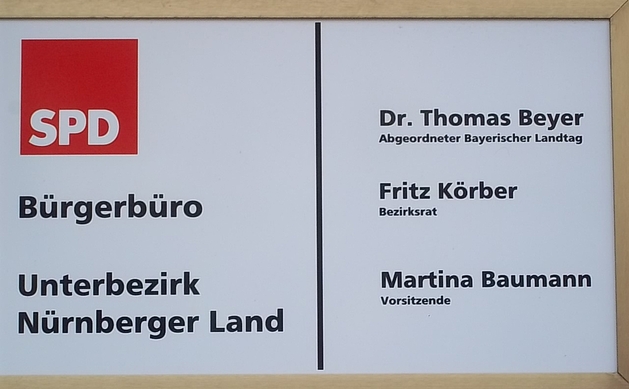 SPD
Bürgerbüro
Unterbezirk
Nürnberger Land
Dr. Thomas Beyer
Abgeordneter Bayerischer Landtag
Fritz Körber
Bezirksrat
Martina Baumann
Vorsitzende